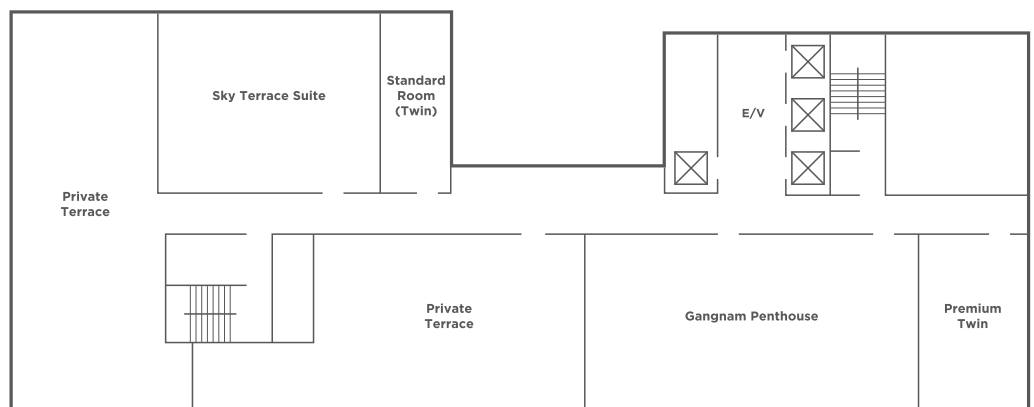 Sky Terrace Suite
Standard
Room
(Twin)
E/V
Private
Terrace
Private
Terrace
Gangnam Penthouse
Premium
Twin